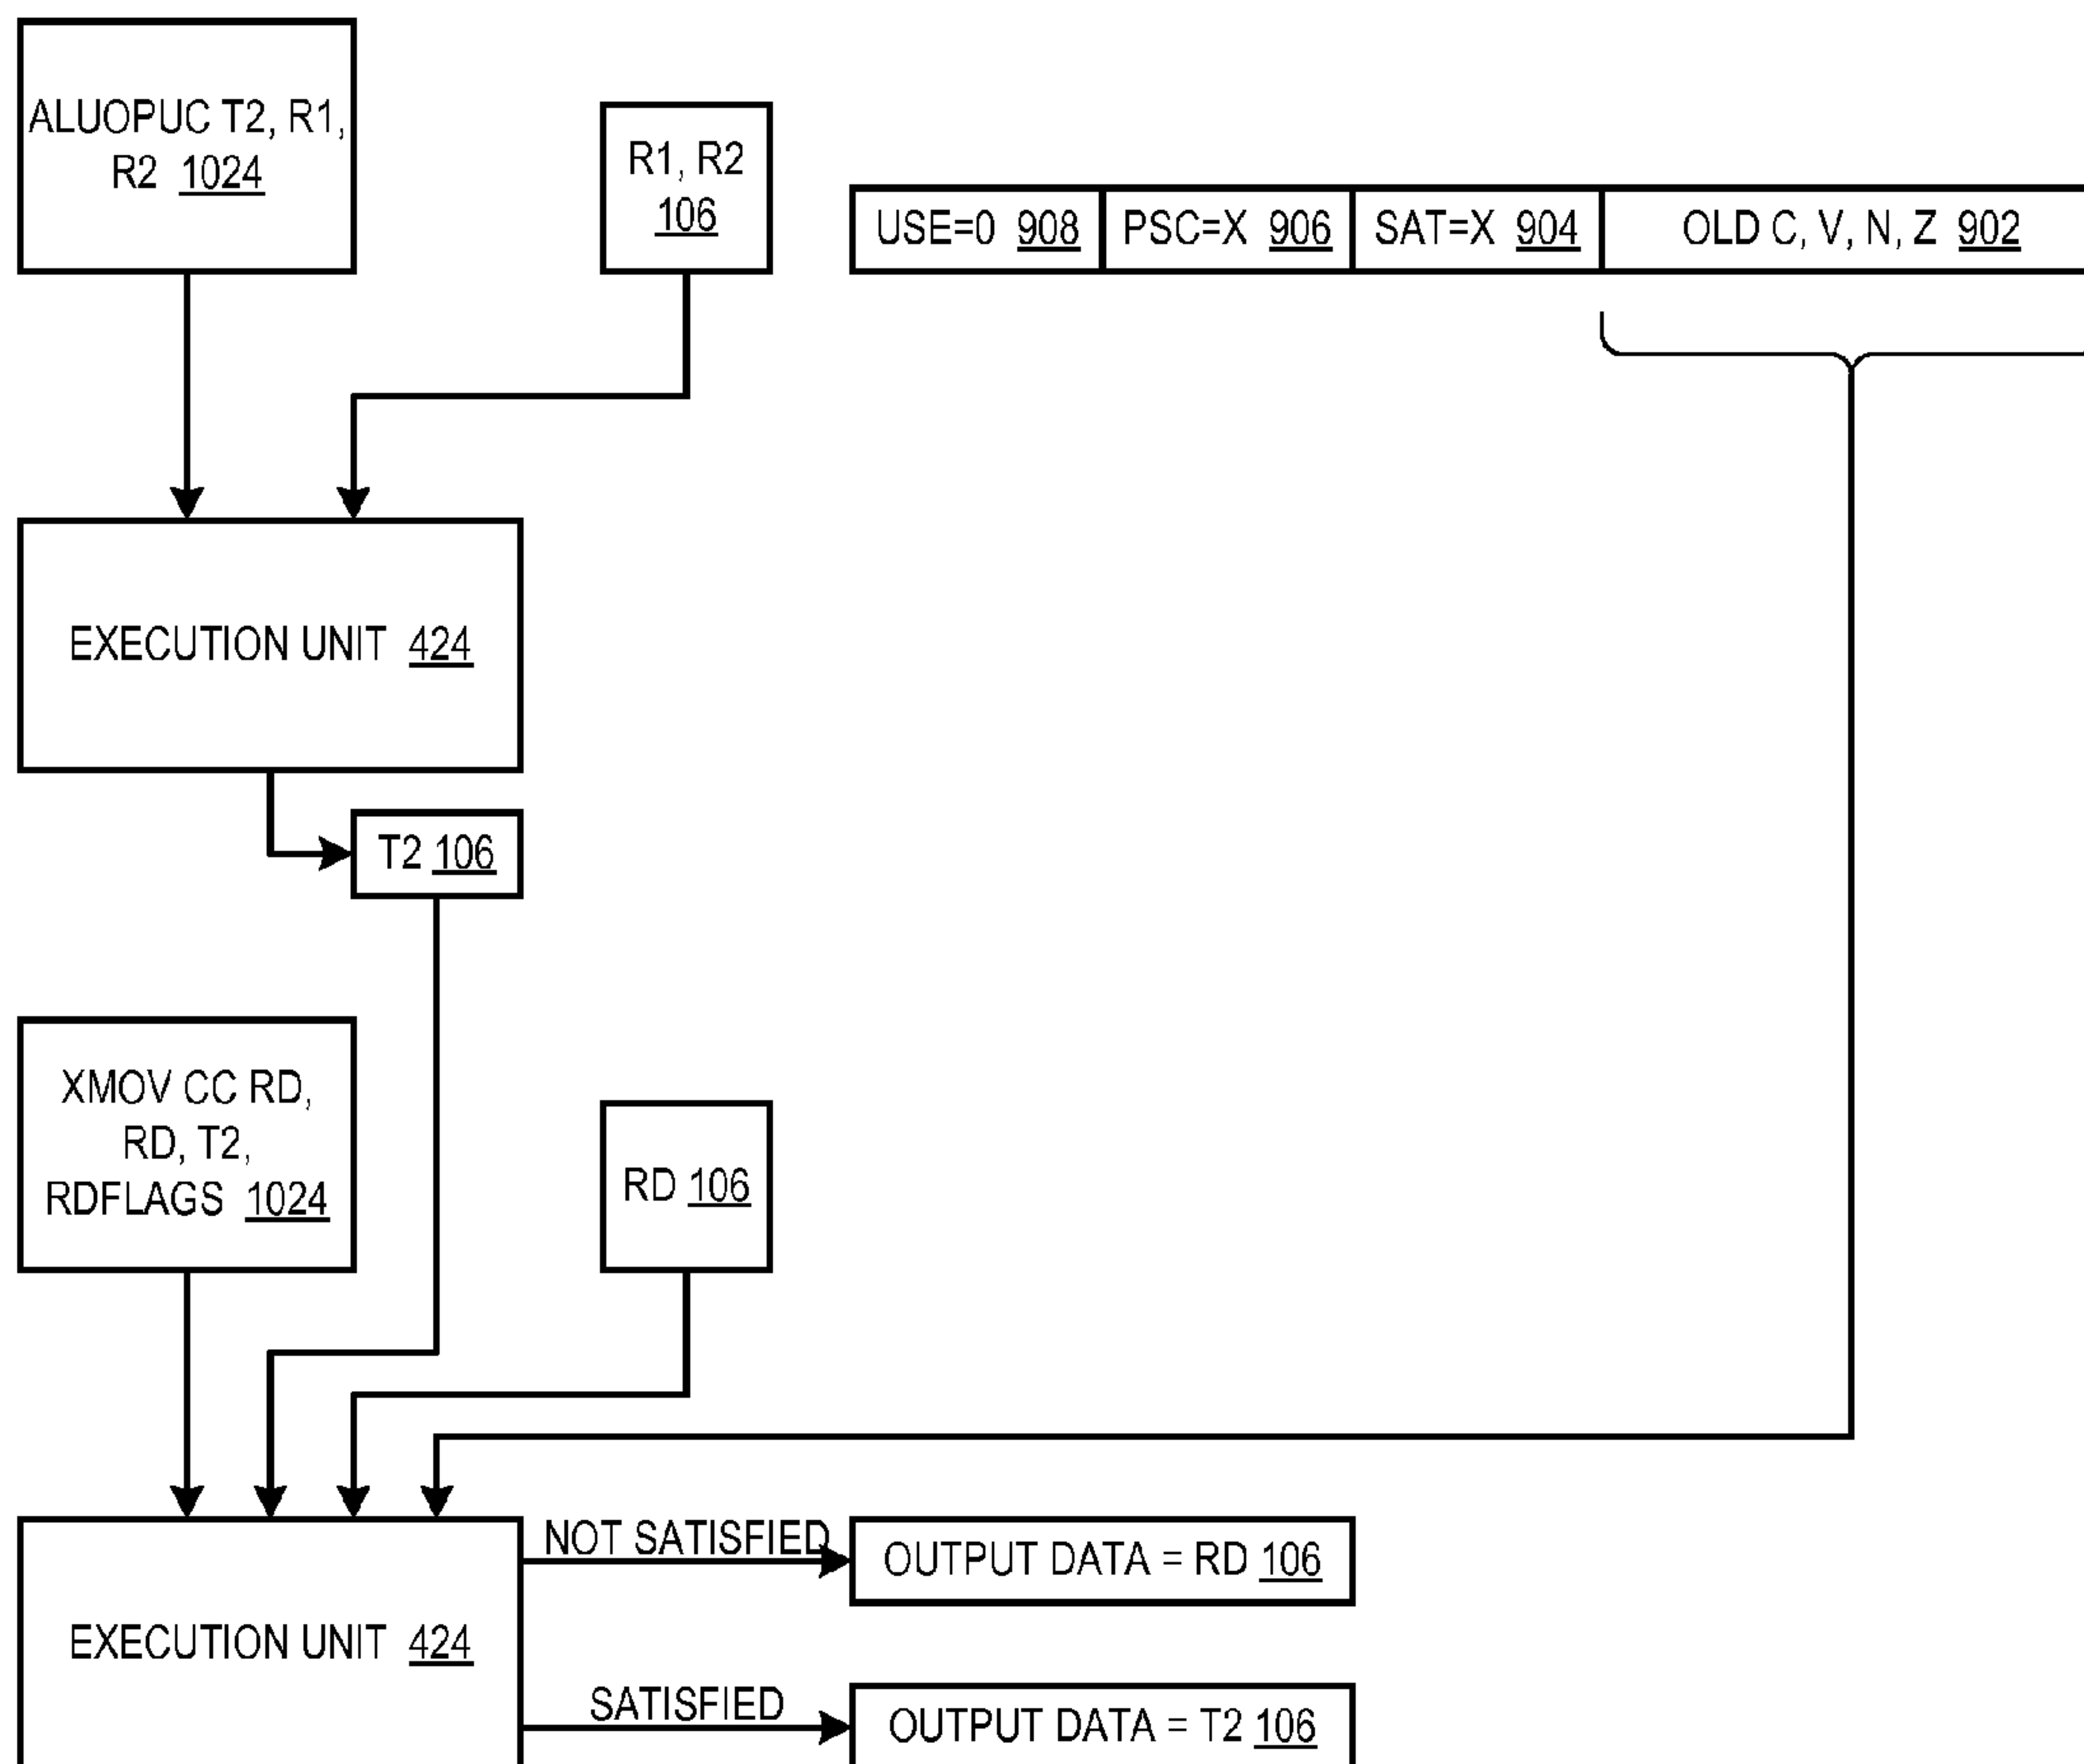 ALUOPUC T2, R1,
R2 1024
R1, R2
106
USE=0 908 PSC=X 906 SAT=X 904 OLD C, V, N, Z 902
EXECUTION UNIT 424
T2 106
XMOV CC RD,
RD, T2,
RDFLAGS 1024
RD 106
NOT SATISFIED
OUTPUT DATA = RD 106
EXECUTION UNIT 424
SATISFIED
OUTPUT DATA = T2 106